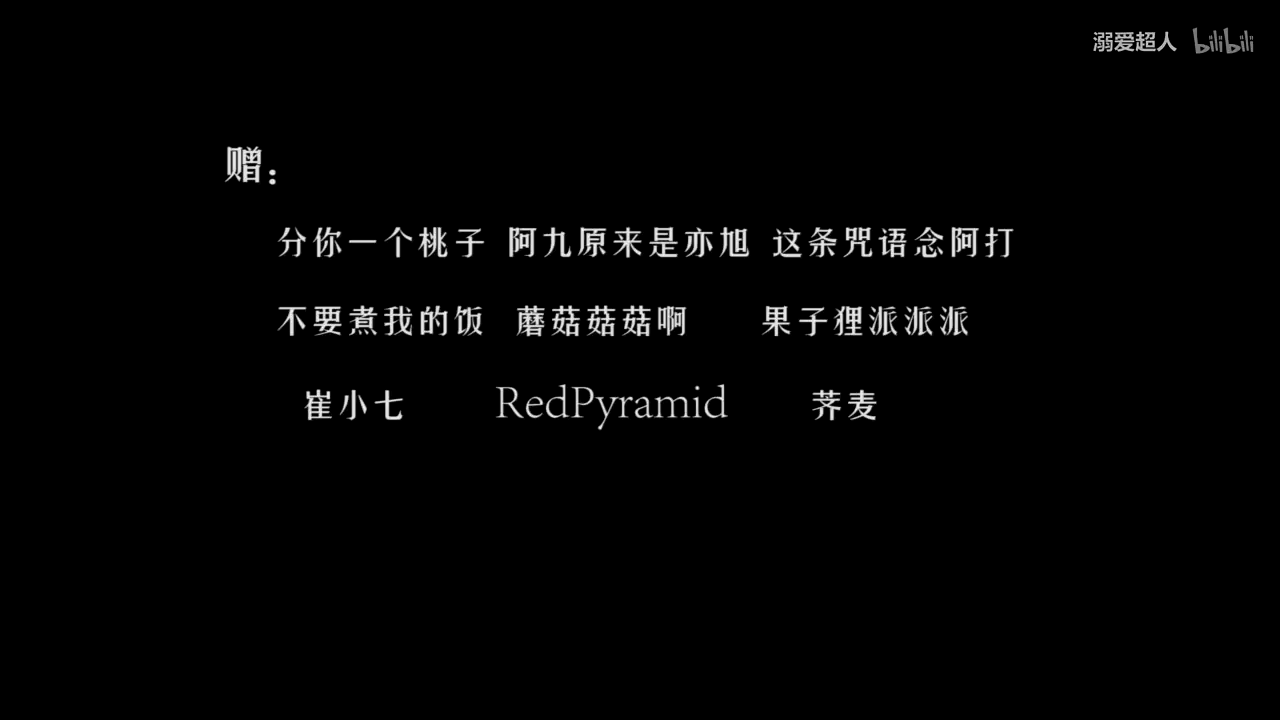 溺爱超人 bilibili
赠：
分你一个桃子 阿九原来是亦旭 这条咒语念阿打
不要煮我的饭 蘑菇菇菇啊 果子狸派派派
崔小七 RedPyramid 荞麦